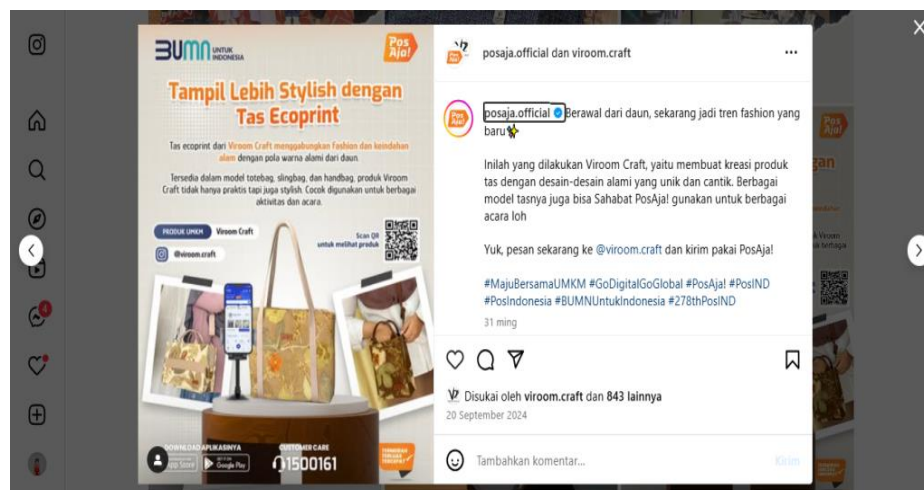 BUMN UNTUK INDONESIA
Pos Aja!
Tampil Lebih Stylish dengan
Tas Ecoprint
Tas ecoprint dari Viroom Craft menggabungkan fashion dan keindahan
alam dengan pola warna alami dari daun.
Tersedia dalam model totebag, slingbag, dan handbag, produk Viroom
Craft tidak hanya praktis tapi juga stylish. Cocok digunakan untuk berbagai
aktivitas dan acara.
PRODUK UMKM Viroom Craft
@viroom.craft
Scan QR
untuk melihat produk
DOWNLOAD APLIKASINYA
App Store
Google Play
CUSTOMER CARE
1500161
posaja.official dan viroom.craft
posaja.official Berawal dari daun, sekarang jadi tren fashion yang
baru✨
Inilah yang dilakukan Viroom Craft, yaitu membuat kreasi produk
tas dengan desain-desain alami yang unik dan cantik. Berbagai
model tasnya juga bisa Sahabat PosAja! gunakan untuk berbagai
acara loh
Yuk, pesan sekarang ke @viroom.craft dan kirim pakai PosAja!
#MajuBersamaUMKM #GoDigitalGoGlobal #PosAja! #PosIND
#PosIndonesia #BUMNUntukIndonesia #278thPosIND
31 ming
Disukai oleh viroom.craft dan 843 lainnya
20 September 2024
Tambahkan komentar...
Kirim
4